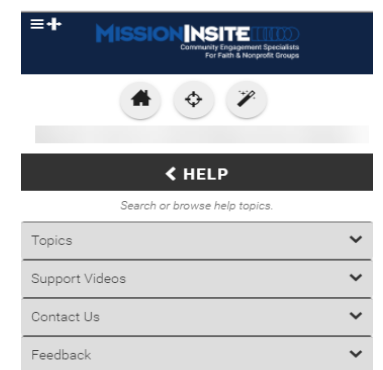 MISSIONINSITE
Community Engagement Specialists
For Faith & Nonprofit Groups
HELP
Search or browse help topics.
Topics
Support Videos
Contact Us
Feedback